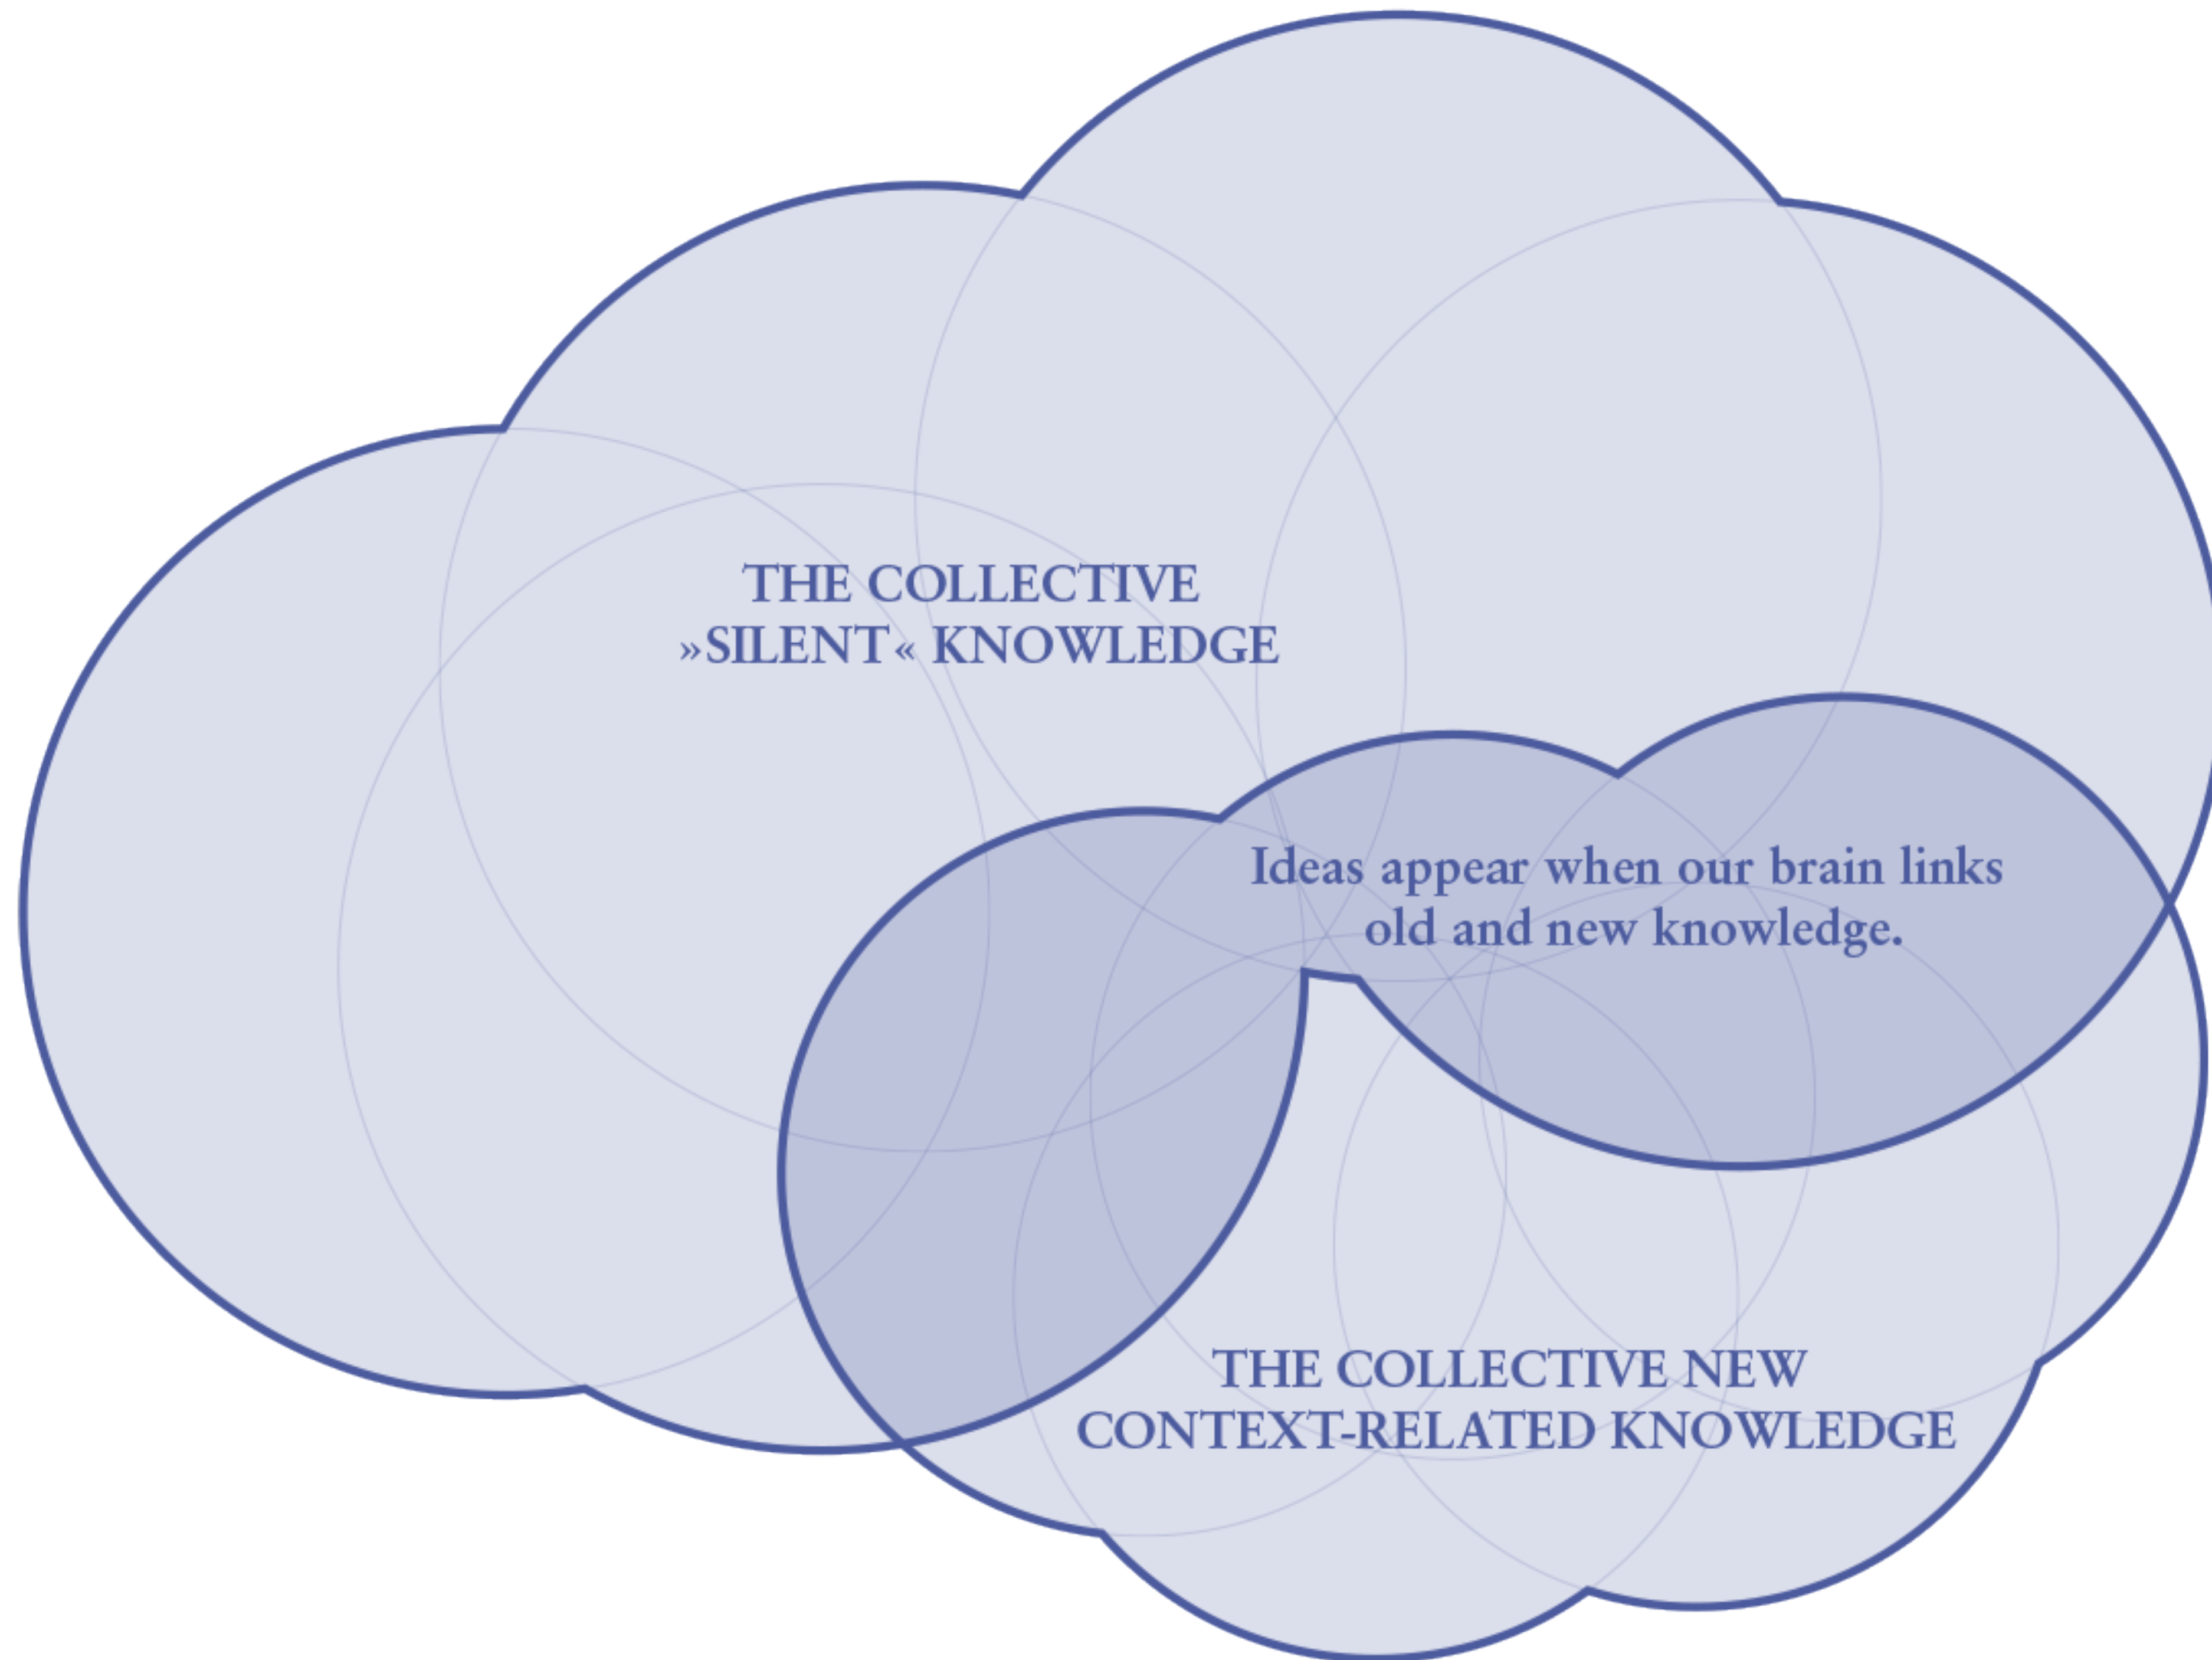 THE COLLECTIVE
»SILENT« KNOWLEDGE
Ideas appear when our brain links
old and new knowledge.
THE COLLECTIVE NEW
CONTEXT-RELATED KNOWLEDGE